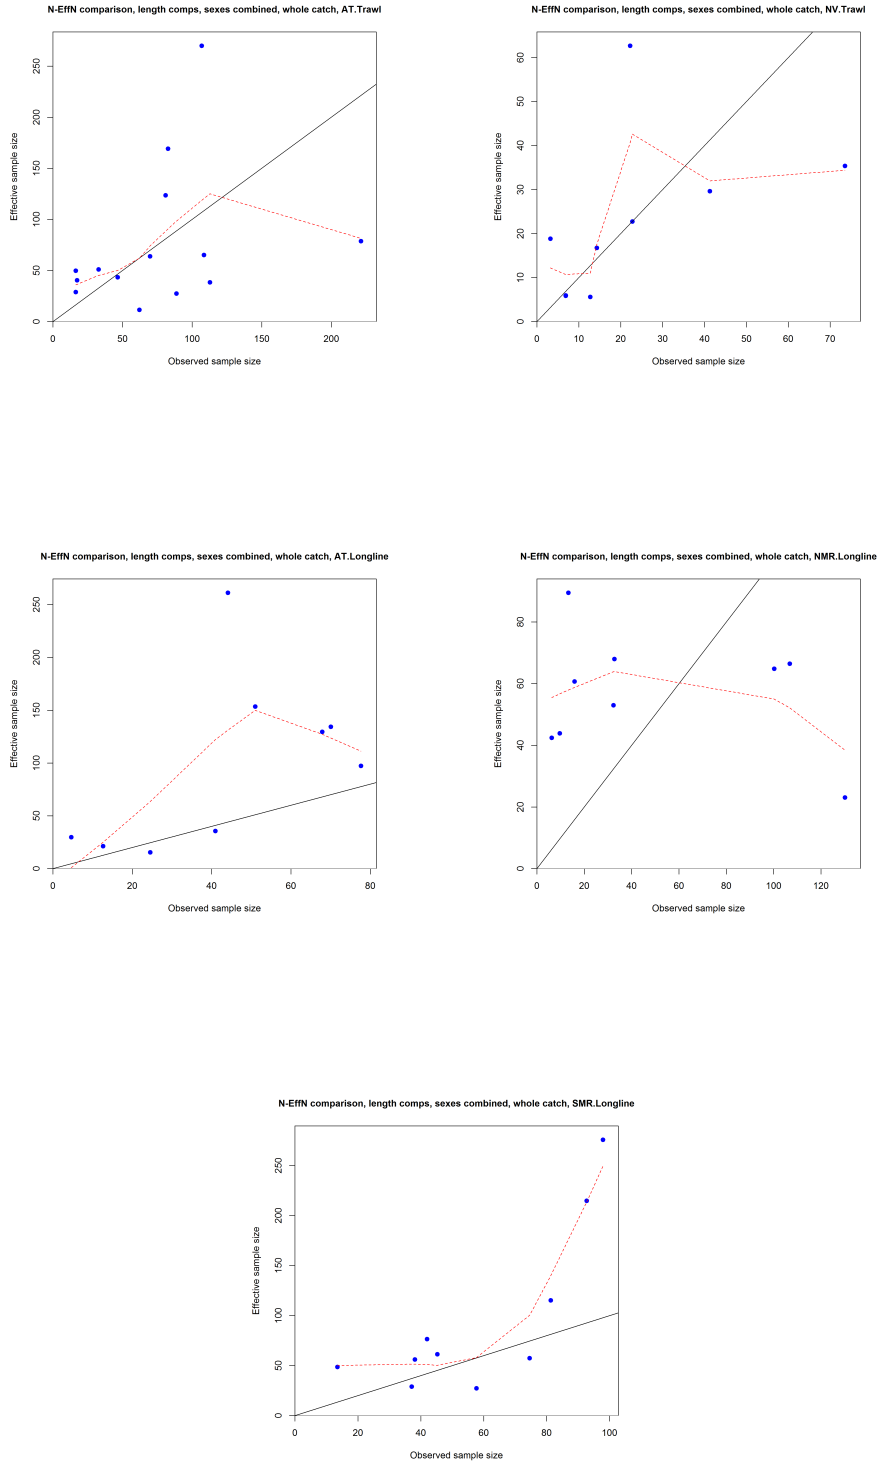 N-EffN comparison, length comps, sexes combined, whole catch, AT.Trawl
Effective sample size
0 50 100 150 200 250
0 50 100 150 200
Observed sample size
N-EffN comparison, length comps, sexes combined, whole catch, NV.Trawl
Effective sample size
0 10 20 30 40 50 60
0 10 20 30 40 50 60 70
Observed sample size
N-EffN comparison, length comps, sexes combined, whole catch, AT.Longline
Effective sample size
0 50 100 150 200 250
0 20 40 60 80
Observed sample size
N-EffN comparison, length comps, sexes combined, whole catch, NMR.Longline
Effective sample size
0 20 40 60 80
0 20 40 60 80 100 120
Observed sample size
N-EffN comparison, length comps, sexes combined, whole catch, SMR.Longline
Effective sample size
0 50 100 150 200 250
0 20 40 60 80 100
Observed sample size